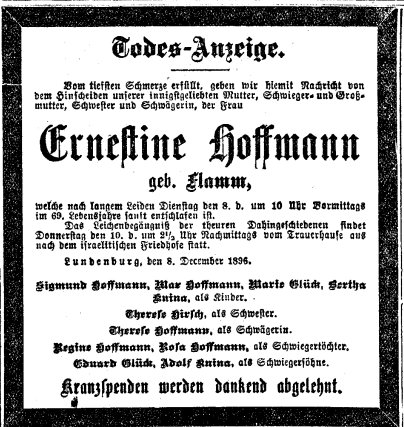 Todes-Anzeige.
Vom tiefsten Schmerze erfüllt, geben wir hiemit Nachricht von
dem Hinscheiden unserer innigstgeliebten Mutter, Schwieger- und Groß-
mutter, Schwester und Schwägerin, der Frau
Ernestine Hoffmann
geb. Flamm,
welche nach langem Leiden Dienstag den 8. d. um 10 Uhr Vormittags
im 69. Lebensjahre sanft entschlafen ist.
Das Leichenbegängniß der theuren Dahingeschiedenen findet
Donnerstag den 10. d. um 2½ Uhr Nachmittags vom Trauerhause aus
nach dem israelitischen Friedhofe statt.
Lundenburg, den 8. December 1896.
Sigmund Hoffmann, Max Hoffmann, Marie Glück, Bertha
Knina, als Kinder.
Therese Hirsch, als Schwester.
Therese Hoffmann, als Schwägerin.
Regine Hoffmann, Rosa Hoffmann, als Schwiegertöchter.
Eduard Glück, Adolf Knina, als Schwiegersöhne.
Kranzspenden werden dankend abgelehnt.